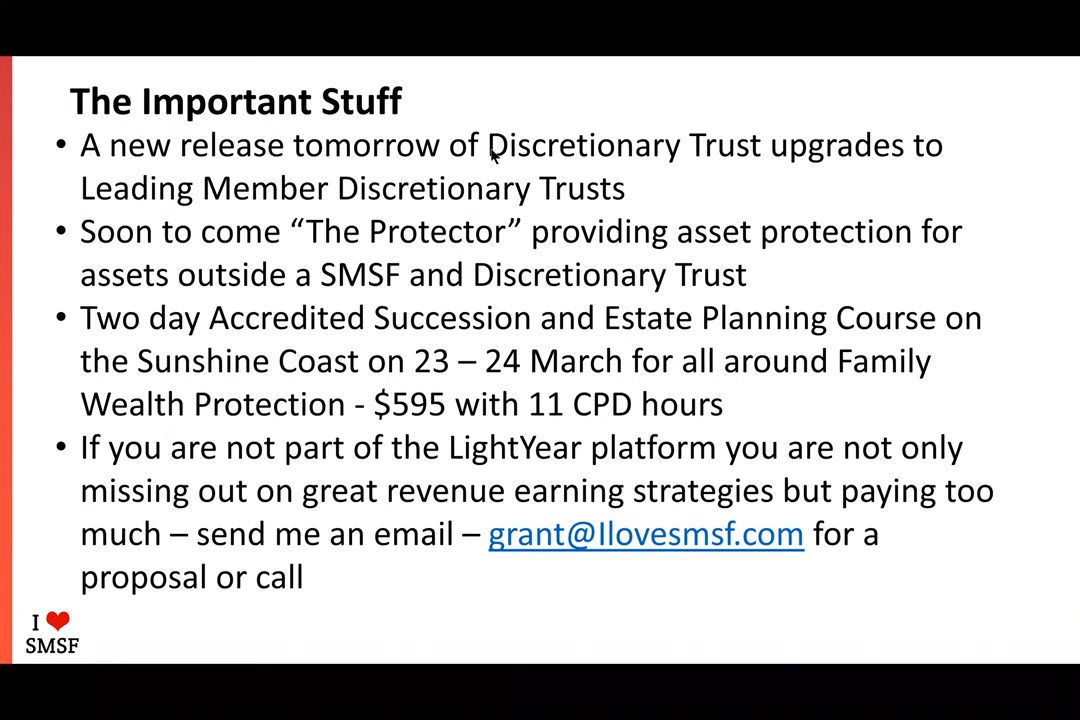 The Important Stuff
• A new release tomorrow of Discretionary Trust upgrades to
Leading Member Discretionary Trusts
• Soon to come “The Protector” providing asset protection for
assets outside a SMSF and Discretionary Trust
• Two day Accredited Succession and Estate Planning Course on
the Sunshine Coast on 23 – 24 March for all around Family
Wealth Protection - $595 with 11 CPD hours
• If you are not part of the LightYear platform you are not only
missing out on great revenue earning strategies but paying too
much – send me an email – grant@Ilovesmsf.com for a
proposal or call
I ❤
SMSF